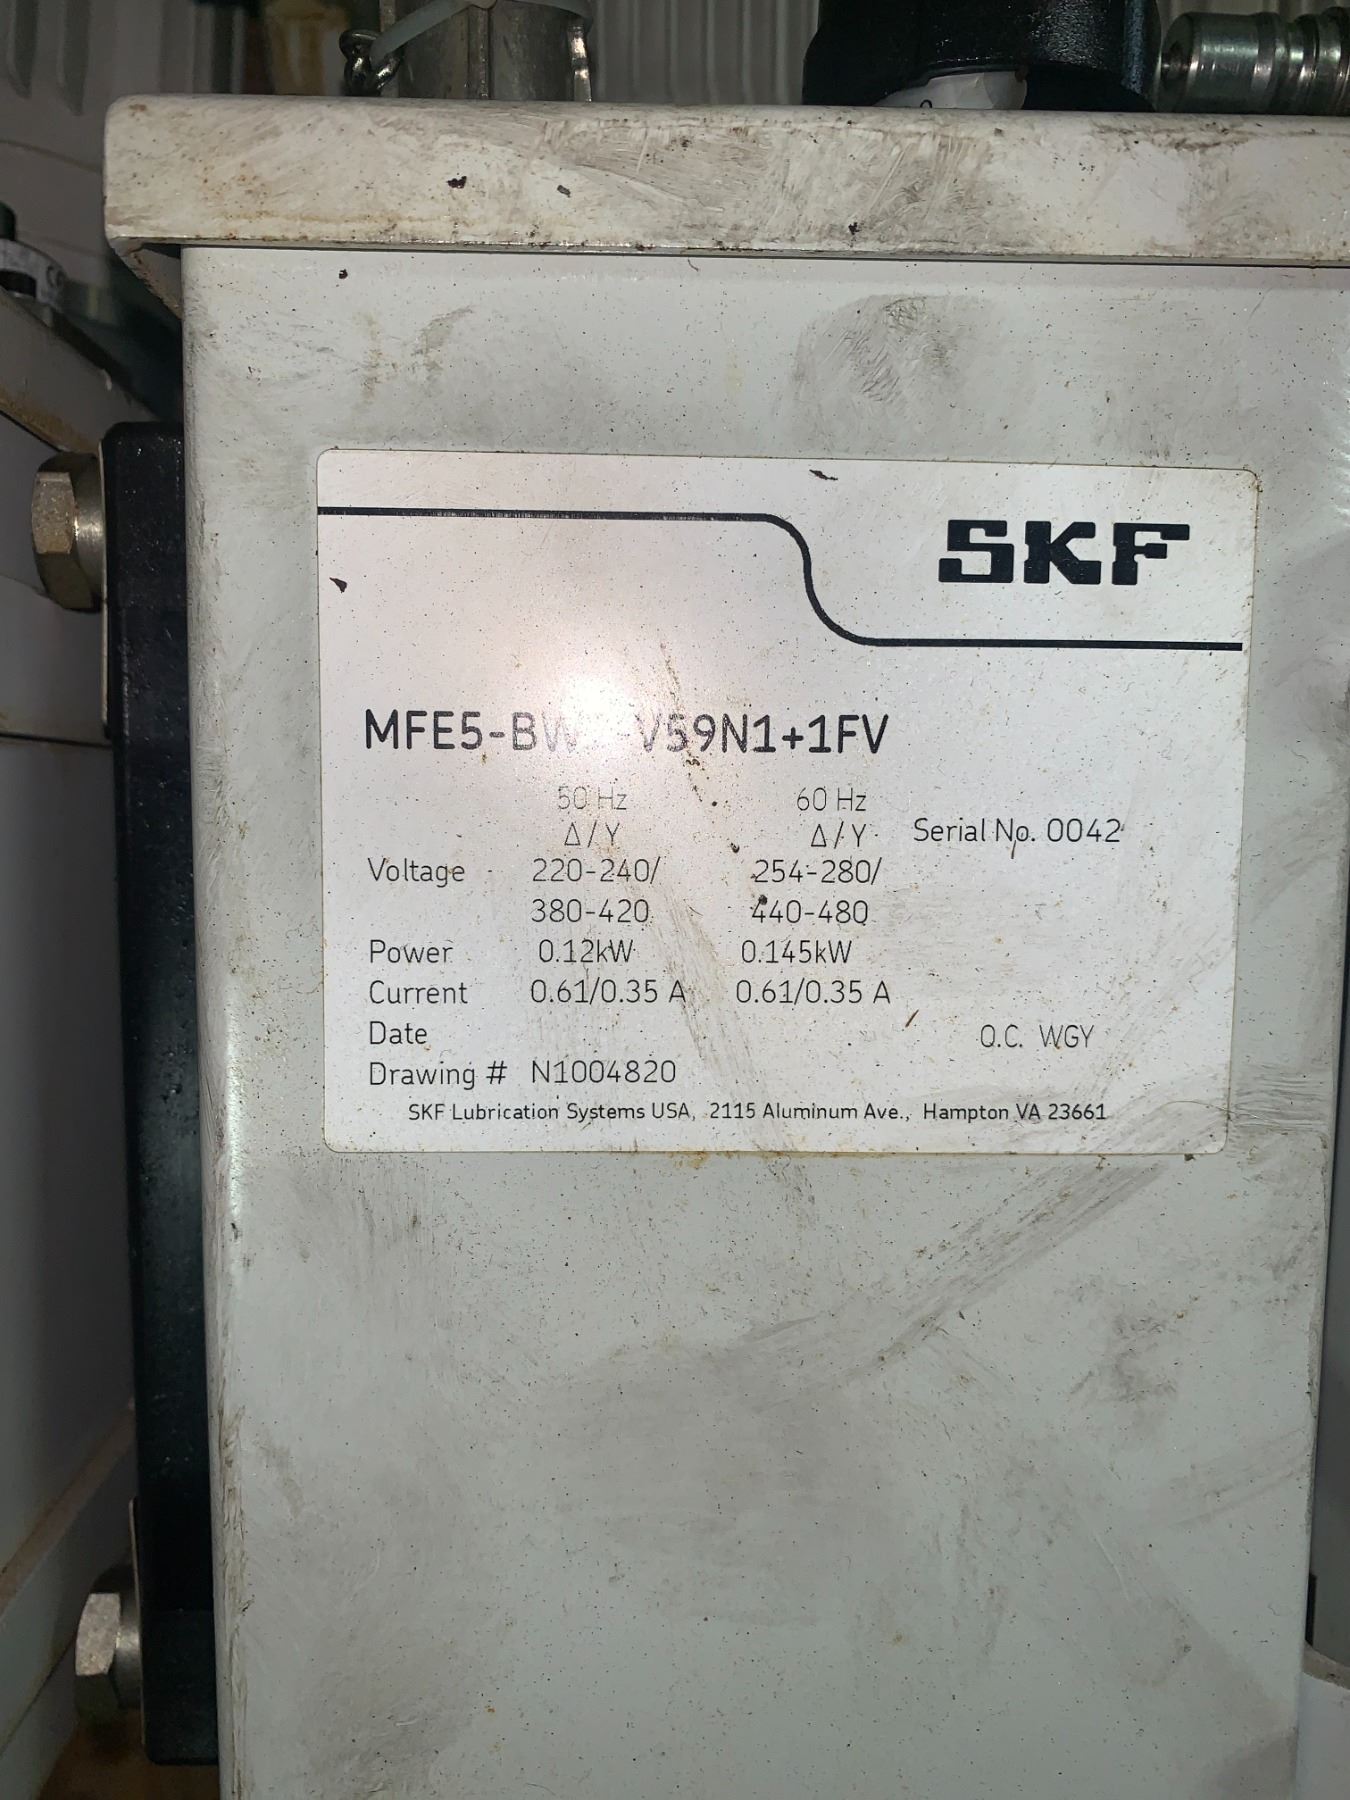 SKF
MFE5-BW V59N1+1FV
50 Hz 60 Hz
Δ/Y Δ/Y Serial No. 0042
Voltage 220-240/ 254-280/
380-420 440-480
Power 0.12kW 0.145kW
Current 0.61/0.35 A 0.61/0.35 A
Date Q.C. WGY
Drawing # N1004820
SKF Lubrication Systems USA, 2115 Aluminum Ave., Hampton VA 23661